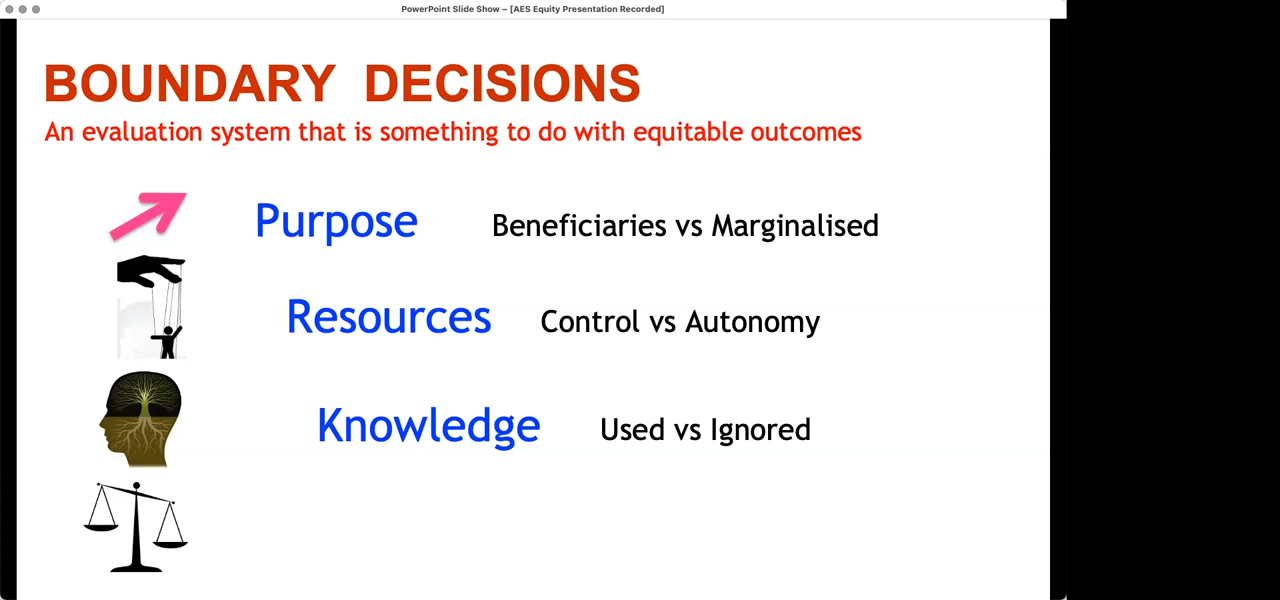 PowerPoint Slide Show – [AES Equity Presentation Recorded]
BOUNDARY DECISIONS
An evaluation system that is something to do with equitable outcomes
Purpose Beneficiaries vs Marginalised
Resources Control vs Autonomy
Knowledge Used vs Ignored